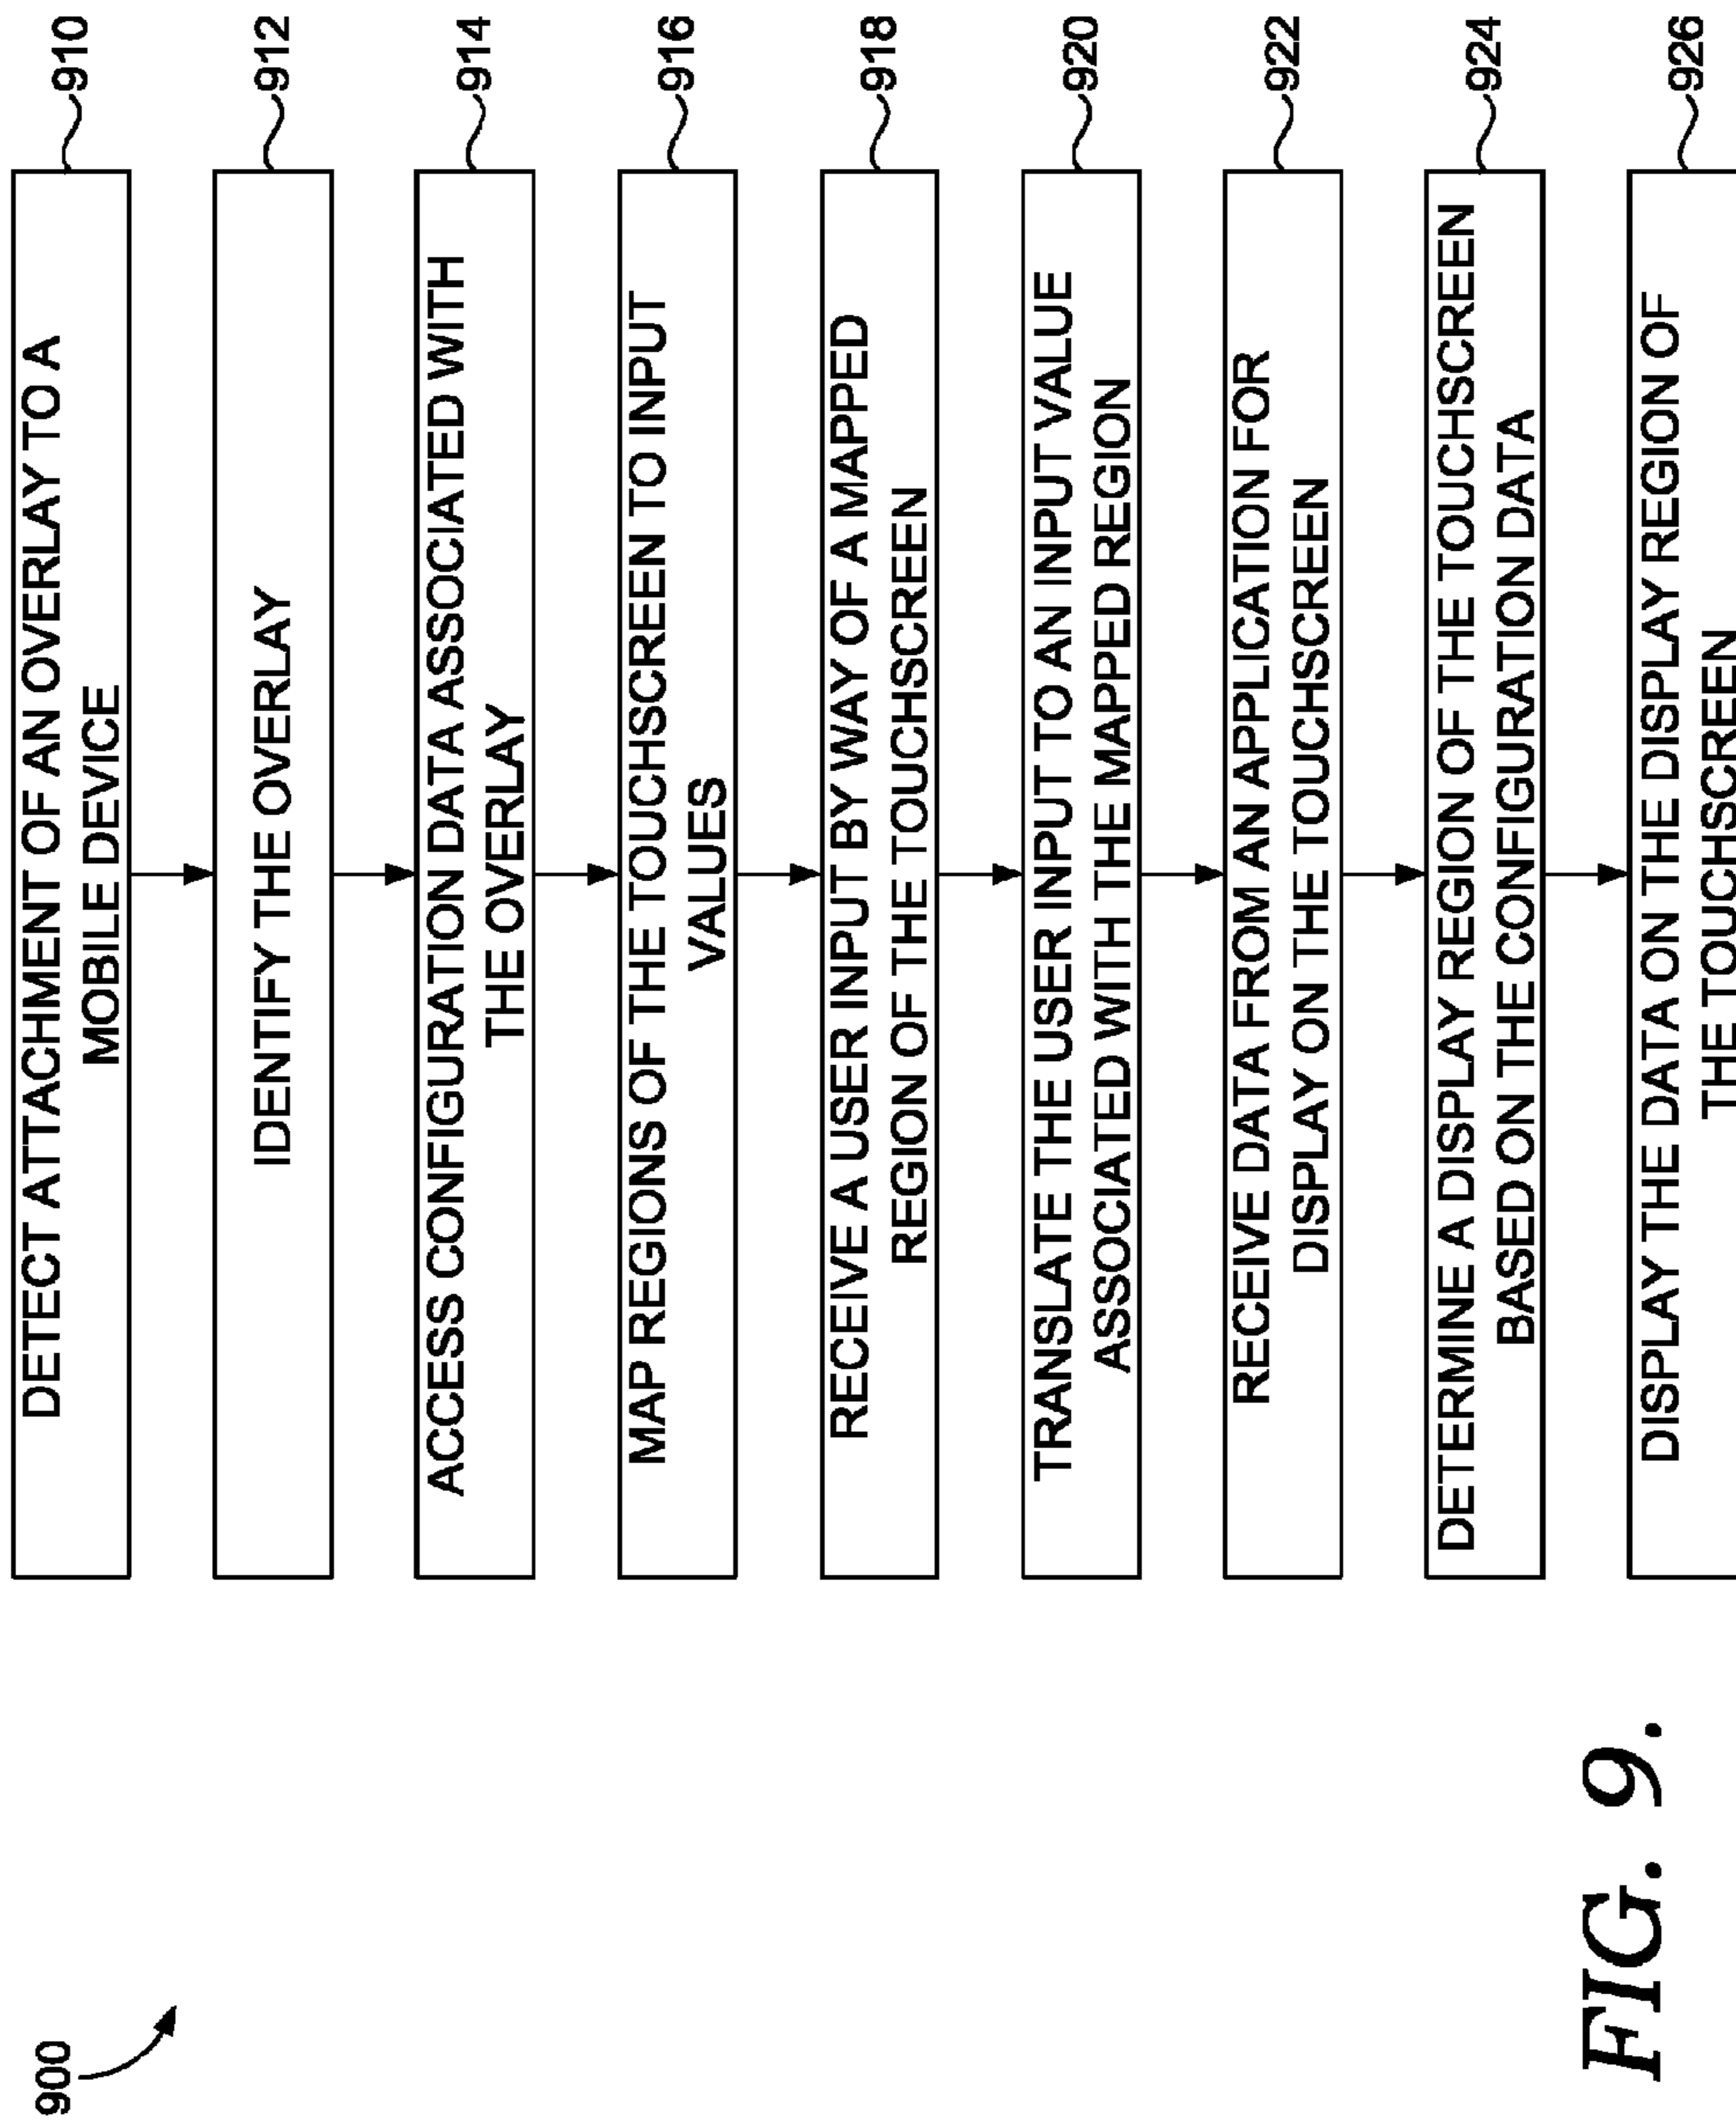 900
DETECT ATTACHMENT OF AN OVERLAY TO A
MOBILE DEVICE
910
IDENTIFY THE OVERLAY
912
ACCESS CONFIGURATION DATA ASSOCIATED WITH
THE OVERLAY
914
MAP REGIONS OF THE TOUCHSCREEN TO INPUT
VALUES
916
RECEIVE A USER INPUT BY WAY OF A MAPPED
REGION OF THE TOUCHSCREEN
918
TRANSLATE THE USER INPUT TO AN INPUT VALUE
ASSOCIATED WITH THE MAPPED REGION
920
RECEIVE DATA FROM AN APPLICATION FOR
DISPLAY ON THE TOUCHSCREEN
922
DETERMINE A DISPLAY REGION OF THE TOUCHSCREEN
BASED ON THE CONFIGURATION DATA
924
DISPLAY THE DATA ON THE DISPLAY REGION OF
THE TOUCHSCREEN
926
FIG. 9.